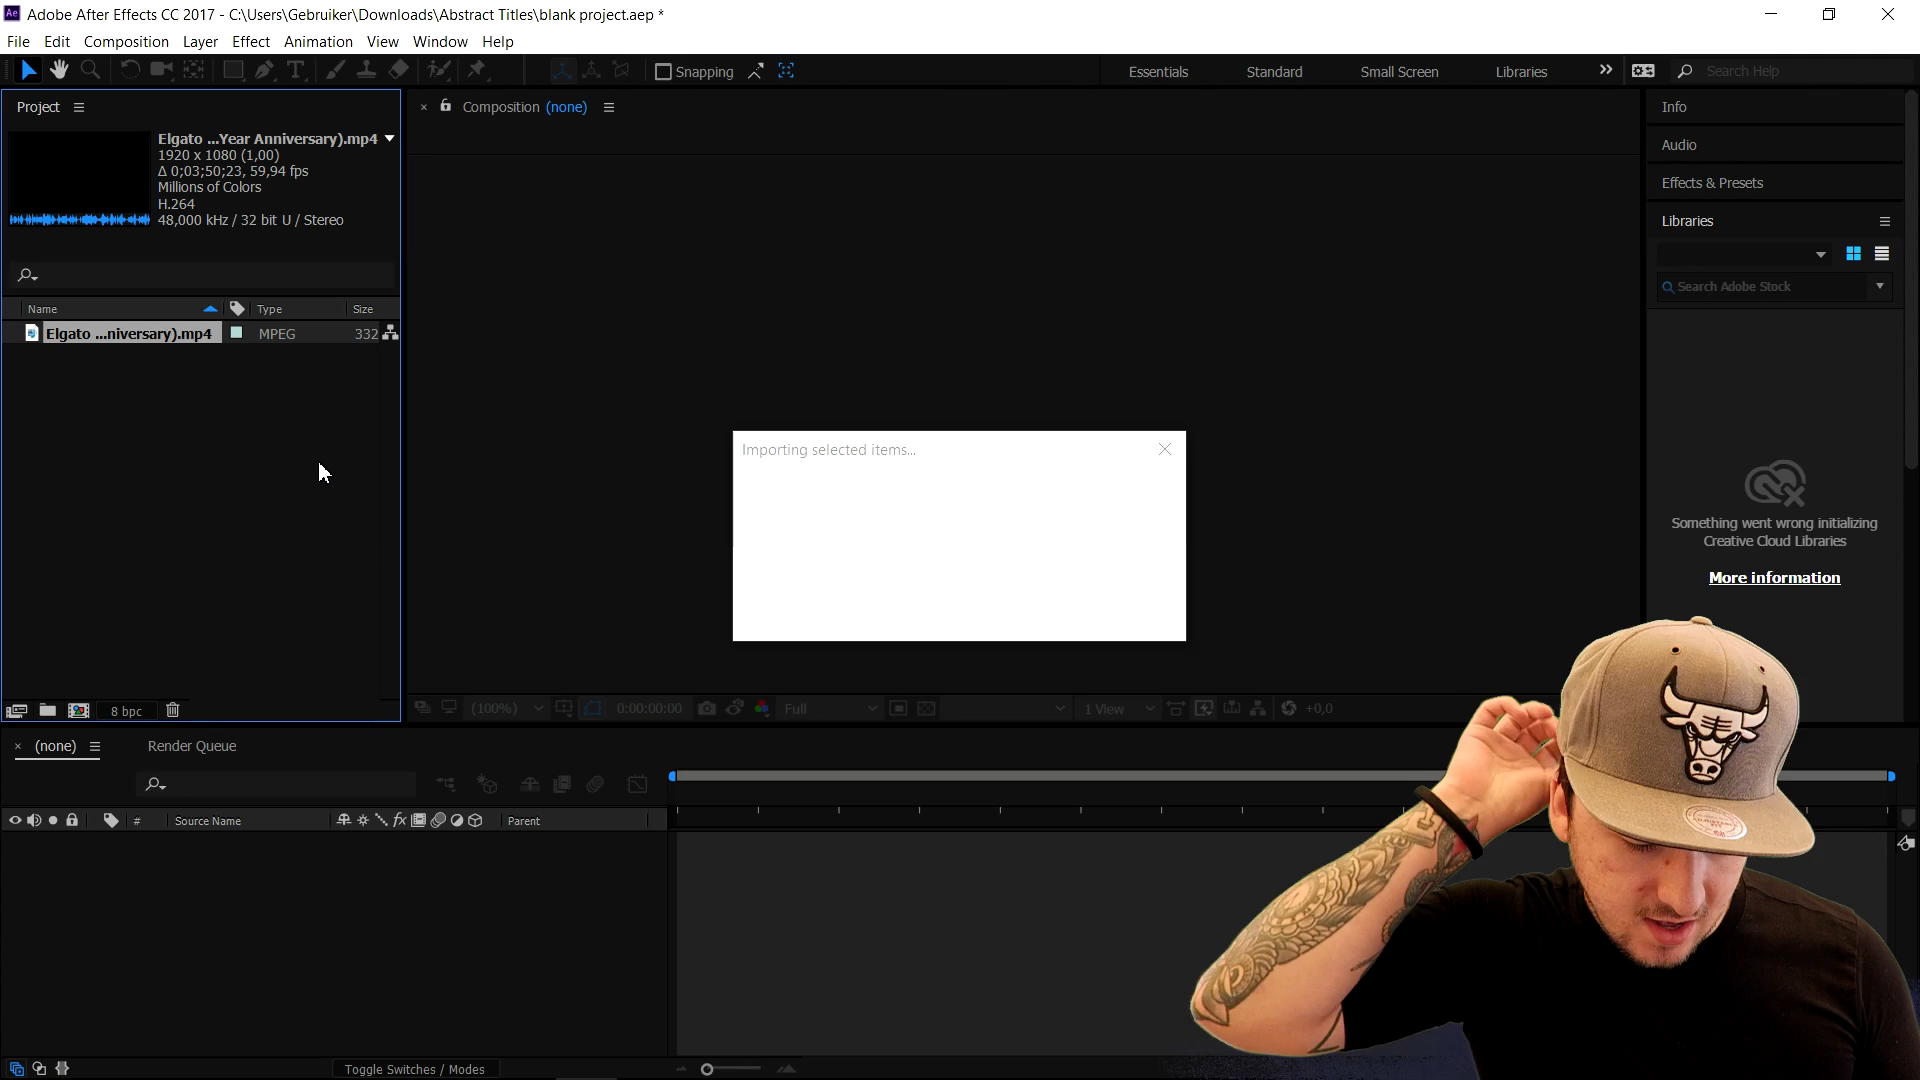 Adobe After Effects CC 2017 - C:\Users\Gebruiker\Downloads\Abstract Titles\blank project.aep *
File Edit Composition Layer Effect Animation View Window Help
Snapping
Essentials Standard Small Screen Libraries
Search Help
Project
Elgato ...Year Anniversary).mp4
1920 x 1080 (1,00)
Δ 0;03;50;23, 59,94 fps
Millions of Colors
H.264
48,000 kHz / 32 bit U / Stereo
Name Type Size
Elgato ...niversary).mp4 MPEG 332
8 bpc
Composition (none)
Importing selected items...
(100%) 0:00:00:00 Full 1 View +0,0
Info
Audio
Effects & Presets
Libraries
Search Adobe Stock
Something went wrong initializing
Creative Cloud Libraries
More information
(none) Render Queue
# Source Name Parent
Toggle Switches / Modes